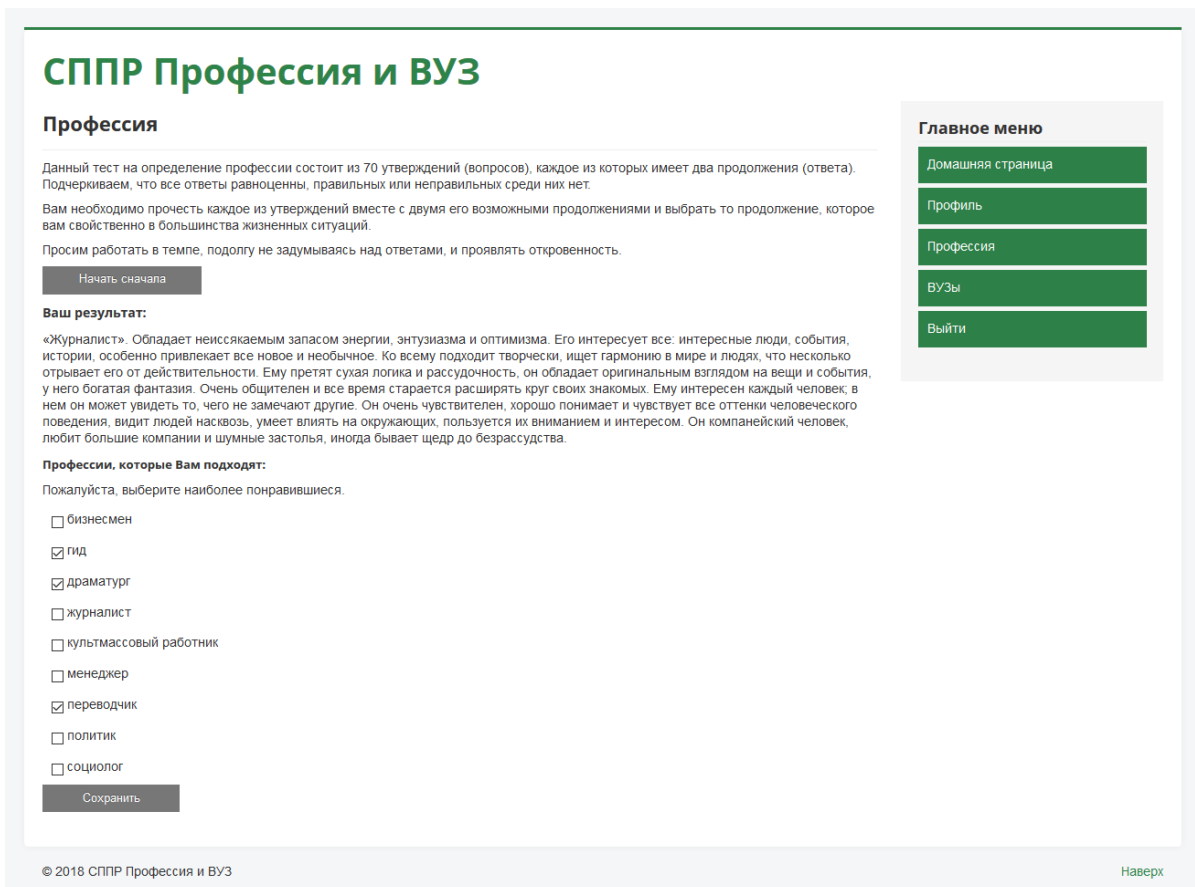 СППР Профессия и ВУЗ
Профессия
Данный тест на определение профессии состоит из 70 утверждений (вопросов), каждое из которых имеет два продолжения (ответа).
Подчеркиваем, что все ответы равноценны, правильных или неправильных среди них нет.
Вам необходимо прочесть каждое из утверждений вместе с двумя его возможными продолжениями и выбрать то продолжение, которое
вам свойственно в большинства жизненных ситуаций.
Просим работать в темпе, подолгу не задумываясь над ответами, и проявлять откровенность.
Начать сначала
Ваш результат:
«Журналист». Обладает неиссякаемым запасом энергии, энтузиазма и оптимизма. Его интересует все: интересные люди, события,
истории, особенно привлекает все новое и необычное. Ко всему подходит творчески, ищет гармонию в мире и людях, что несколько
отрывает его от действительности. Ему претят сухая логика и рассудочность, он обладает оригинальным взглядом на вещи и события,
у него богатая фантазия. Очень общителен и все время старается расширять круг своих знакомых. Ему интересен каждый человек; в
нем он может увидеть то, чего не замечают другие. Он очень чувствителен, хорошо понимает и чувствует все оттенки человеческого
поведения, видит людей насквозь, умеет влиять на окружающих, пользуется их вниманием и интересом. Он компанейский человек,
любит большие компании и шумные застолья, иногда бывает щедр до безрассудства.
Профессии, которые Вам подходят:
Пожалуйста, выберите наиболее понравившиеся.
бизнесмен
гид
драматург
журналист
культмассовый работник
менеджер
переводчик
политик
социолог
Сохранить
Главное меню
Домашняя страница
Профиль
Профессия
ВУЗы
Выйти
© 2018 СППР Профессия и ВУЗ
Наверх